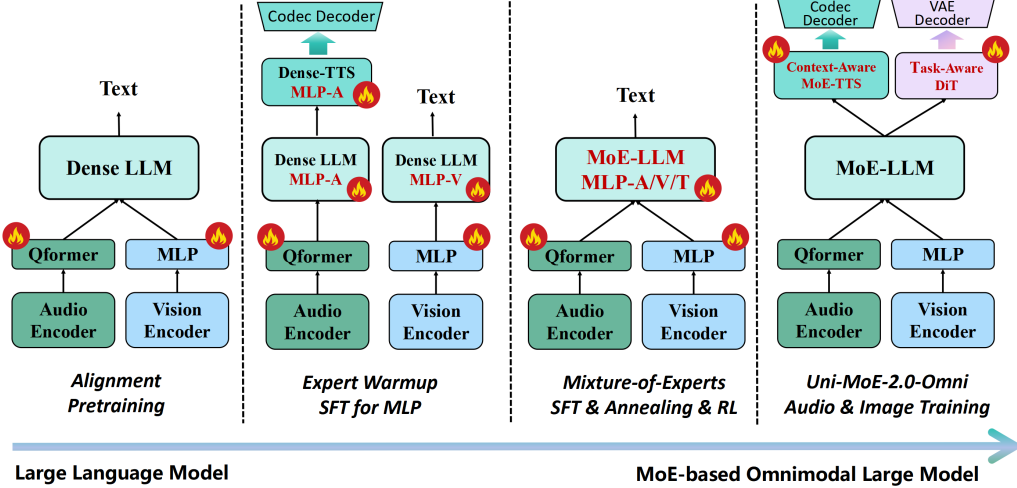 Text
Dense LLM
Qformer
MLP
Audio
Encoder
Vision
Encoder
Alignment
Pretraining
Codec Decoder
Dense-TTS
MLP-A
Text
Dense LLM
MLP-A
Dense LLM
MLP-V
Qformer
MLP
Audio
Encoder
Vision
Encoder
Expert Warmup
SFT for MLP
Text
MoE-LLM
MLP-A/V/T
Qformer
MLP
Audio
Encoder
Vision
Encoder
Mixture-of-Experts
SFT & Annealing & RL
Codec
Decoder
VAE
Decoder
Context-Aware
MoE-TTS
Task-Aware
DiT
MoE-LLM
Qformer
MLP
Audio
Encoder
Vision
Encoder
Uni-MoE-2.0-Omni
Audio & Image Training
Large Language Model
MoE-based Omnimodal Large Model